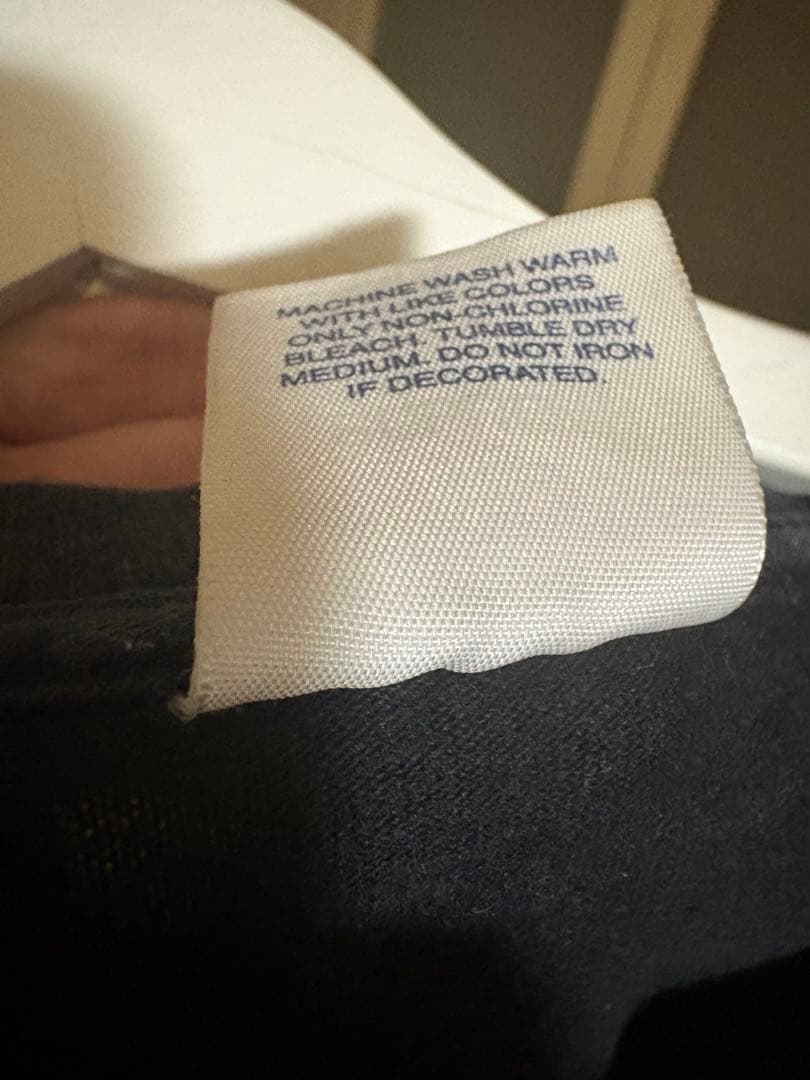 MACHINE WASH WARM
WITH LIKE COLORS
ONLY NON-CHLORINE
BLEACH. TUMBLE DRY
MEDIUM. DO NOT IRON
IF DECORATED.